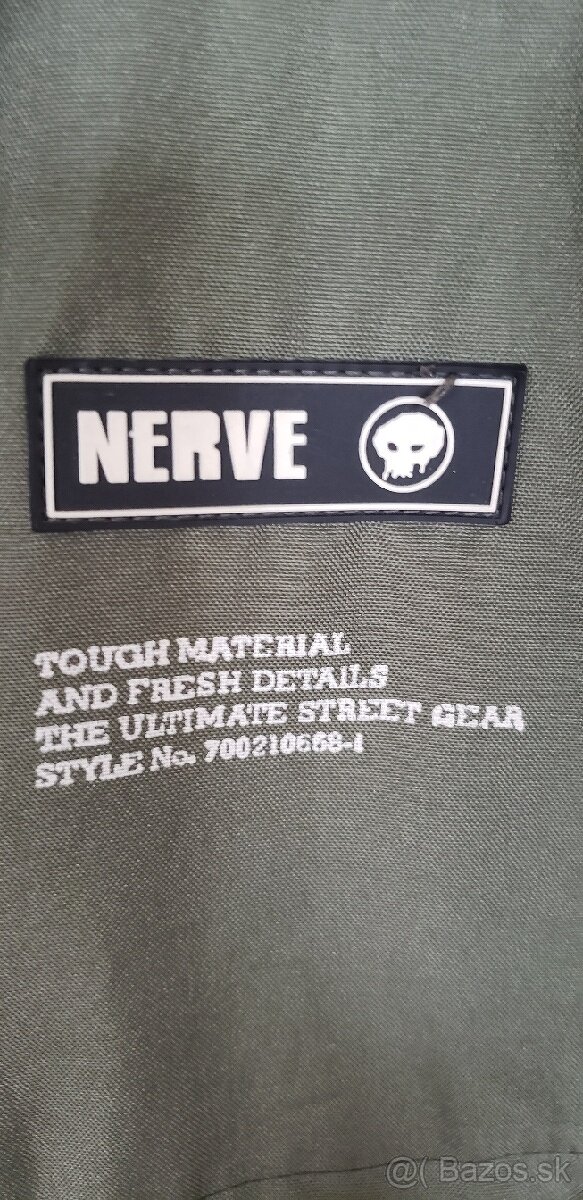 NERVE
TOUGH MATERIAL
AND FRESH DETAILS
THE ULTIMATE STREET GEAR
STYLE No. 700210668-1
@( Bazos.sk